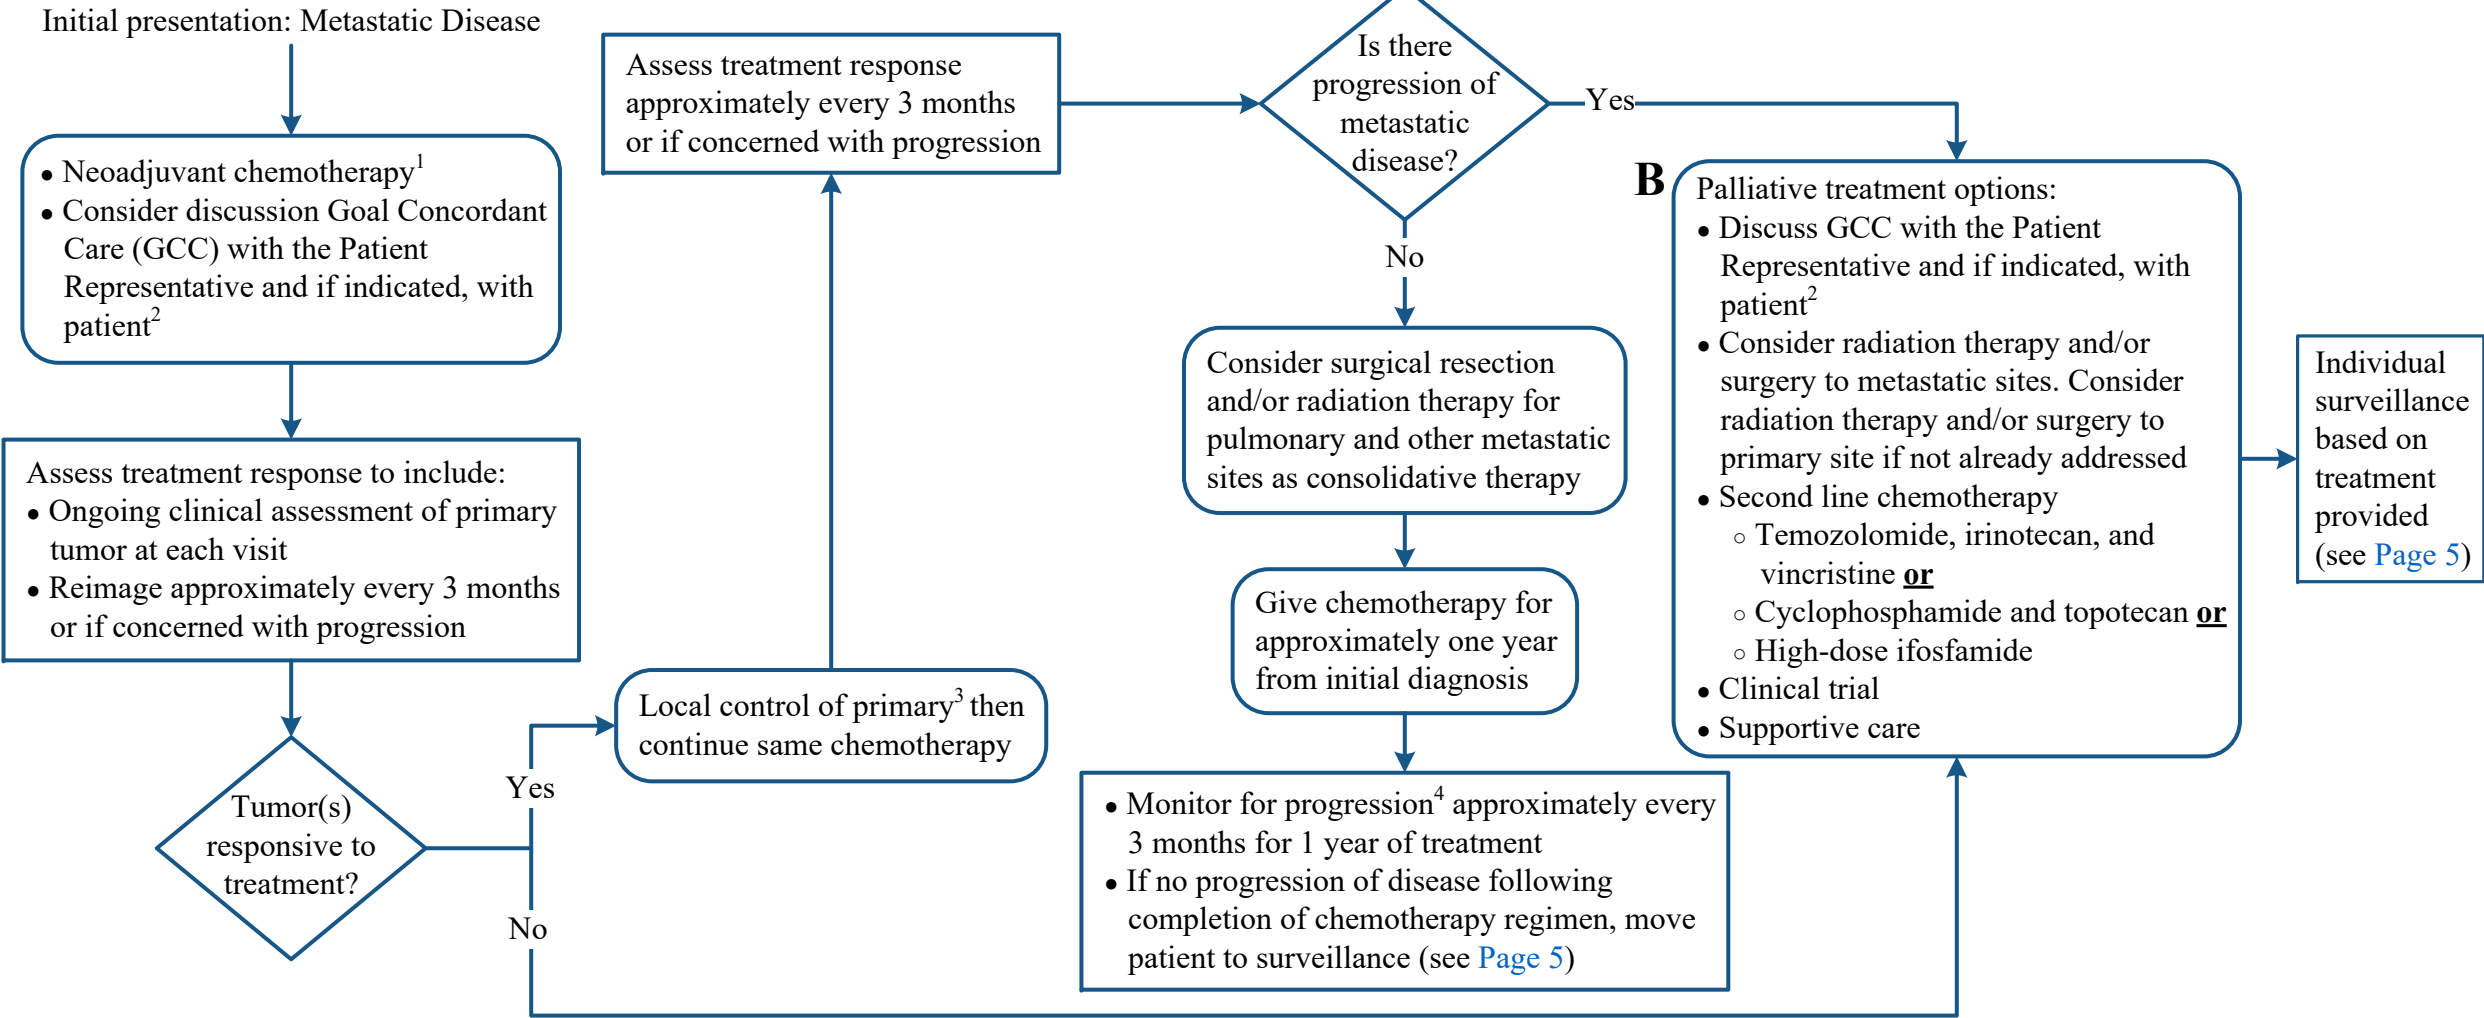 Initial presentation: Metastatic Disease
• Neoadjuvant chemotherapy1
• Consider discussion Goal Concordant
Care (GCC) with the Patient
Representative and if indicated, with
patient2
Assess treatment response to include:
• Ongoing clinical assessment of primary
tumor at each visit
• Reimage approximately every 3 months
or if concerned with progression
Tumor(s)
responsive to
treatment?
Yes
No
Local control of primary3 then
continue same chemotherapy
Assess treatment response
approximately every 3 months
or if concerned with progression
Is there
progression of
metastatic
disease?
Yes
No
Consider surgical resection
and/or radiation therapy for
pulmonary and other metastatic
sites as consolidative therapy
Give chemotherapy for
approximately one year
from initial diagnosis
• Monitor for progression4 approximately every
3 months for 1 year of treatment
• If no progression of disease following
completion of chemotherapy regimen, move
patient to surveillance (see Page 5)
B
Palliative treatment options:
• Discuss GCC with the Patient
Representative and if indicated, with
patient2
• Consider radiation therapy and/or
surgery to metastatic sites. Consider
radiation therapy and/or surgery to
primary site if not already addressed
• Second line chemotherapy
○ Temozolomide, irinotecan, and
vincristine or
○ Cyclophosphamide and topotecan or
○ High-dose ifosfamide
• Clinical trial
• Supportive care
Individual
surveillance
based on
treatment
provided
(see Page 5)